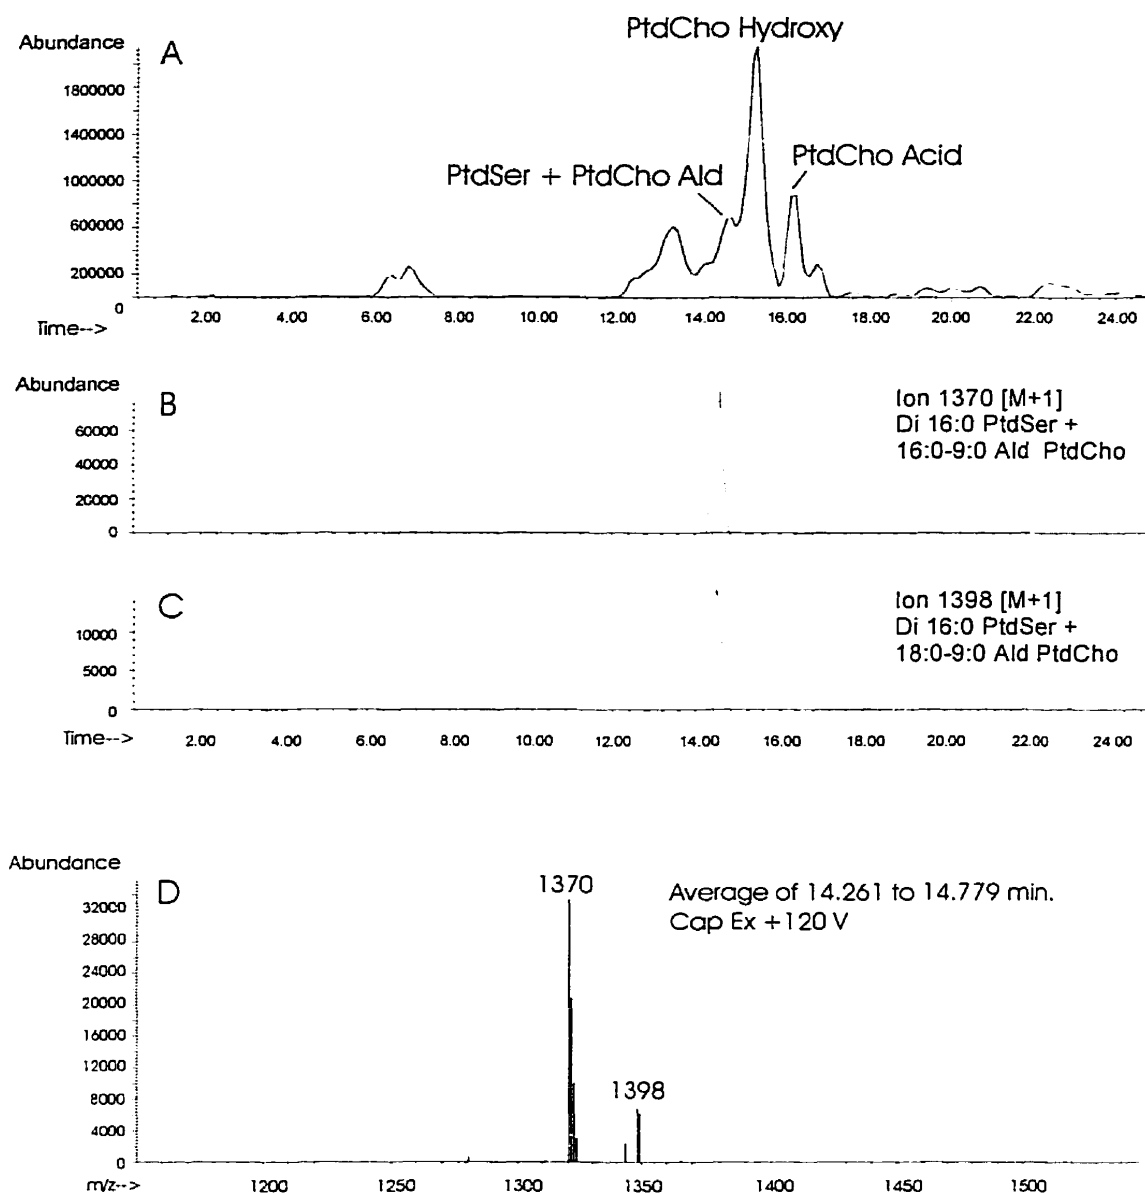 Abundance
A
PtdCho Hydroxy
PtdSer + PtdCho Ald
PtdCho Acid
1800000
1400000
1000000
600000
200000
0
2.00 4.00 6.00 8.00 10.00 12.00 14.00 16.00 18.00 20.00 22.00 24.00
Time-->
Abundance
B
60000
40000
20000
0
Ion 1370 [M+1]
Di 16:0 PtdSer +
16:0-9:0 Ald PtdCho
C
10000
5000
0
Ion 1398 [M+1]
Di 16:0 PtdSer +
18:0-9:0 Ald PtdCho
Time--> 2.00 4.00 6.00 8.00 10.00 12.00 14.00 16.00 18.00 20.00 22.00 24 00
Abundance
D
32000
28000
24000
20000
16000
12000
8000
4000
0
1370
1398
Average of 14.261 to 14.779 min.
Cap Ex +120 V
m/z--> 1200 1250 1300 1350 1400 1450 1500